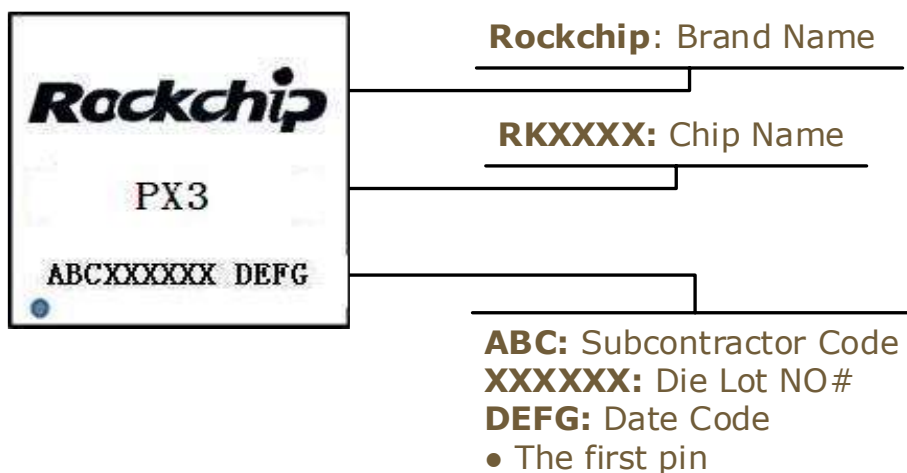 Rockchip
PX3
ABCXXXXXX DEFG
Rockchip: Brand Name
RKXXXX: Chip Name
ABC: Subcontractor Code
XXXXXX: Die Lot NO#
DEFG: Date Code
● The first pin